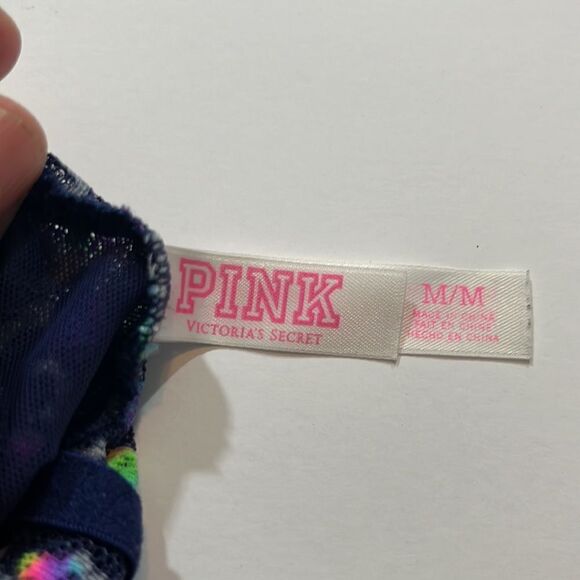 PINK
VICTORIA'S SECRET
M/M
MADE IN CHINA
FAIT EN CHINE
HECHO EN CHINA